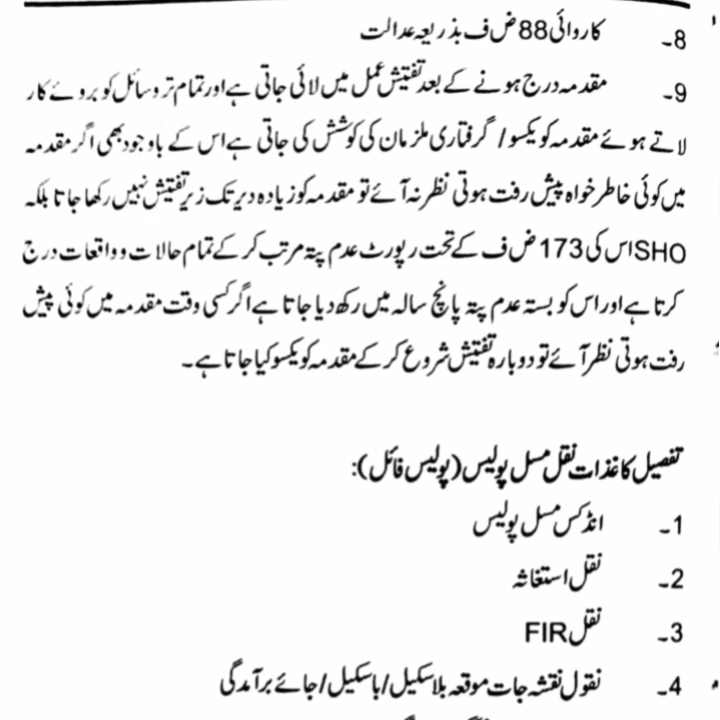 8۔ کاروائی 88 ض ف بذریعہ عدالت
9۔ مقدمہ درج ہونے کے بعد تفتیش عمل میں لائی جاتی ہے اور تمام تر وسائل کو بروئے کار
لاتے ہوئے مقدمہ کو یکسو / گرفتاری ملزمان کی کوشش کی جاتی ہے اس کے باوجود بھی اگر مقدمہ
میں کوئی خاطر خواہ پیش رفت ہوتی نظر نہ آئے تو مقدمہ کو زیادہ دیر تک زیر تفتیش نہیں رکھا جاتا بلکہ
SHO اس کی 173 ض ف کے تحت رپورٹ عدم پتہ مرتب کر کے تمام حالات و واقعات درج
کرتا ہے اور اس کو بستہ عدم پتہ پانچ سالہ میں رکھ دیا جاتا ہے اگر کسی وقت مقدمہ میں کوئی پیش
رفت ہوتی نظر آئے تو دوبارہ تفتیش شروع کر کے مقدمہ کو یکسو کیا جاتا ہے۔
تفصیل کاغذات نقل مسل پولیس (پولیس فائل):
1۔ انڈکس مسل پولیس
2۔ نقل استغاثہ
3۔ نقل FIR
4۔ نقول نقشہ جات موقعہ بلا سکیل / با سکیل / جائے برآمدگی